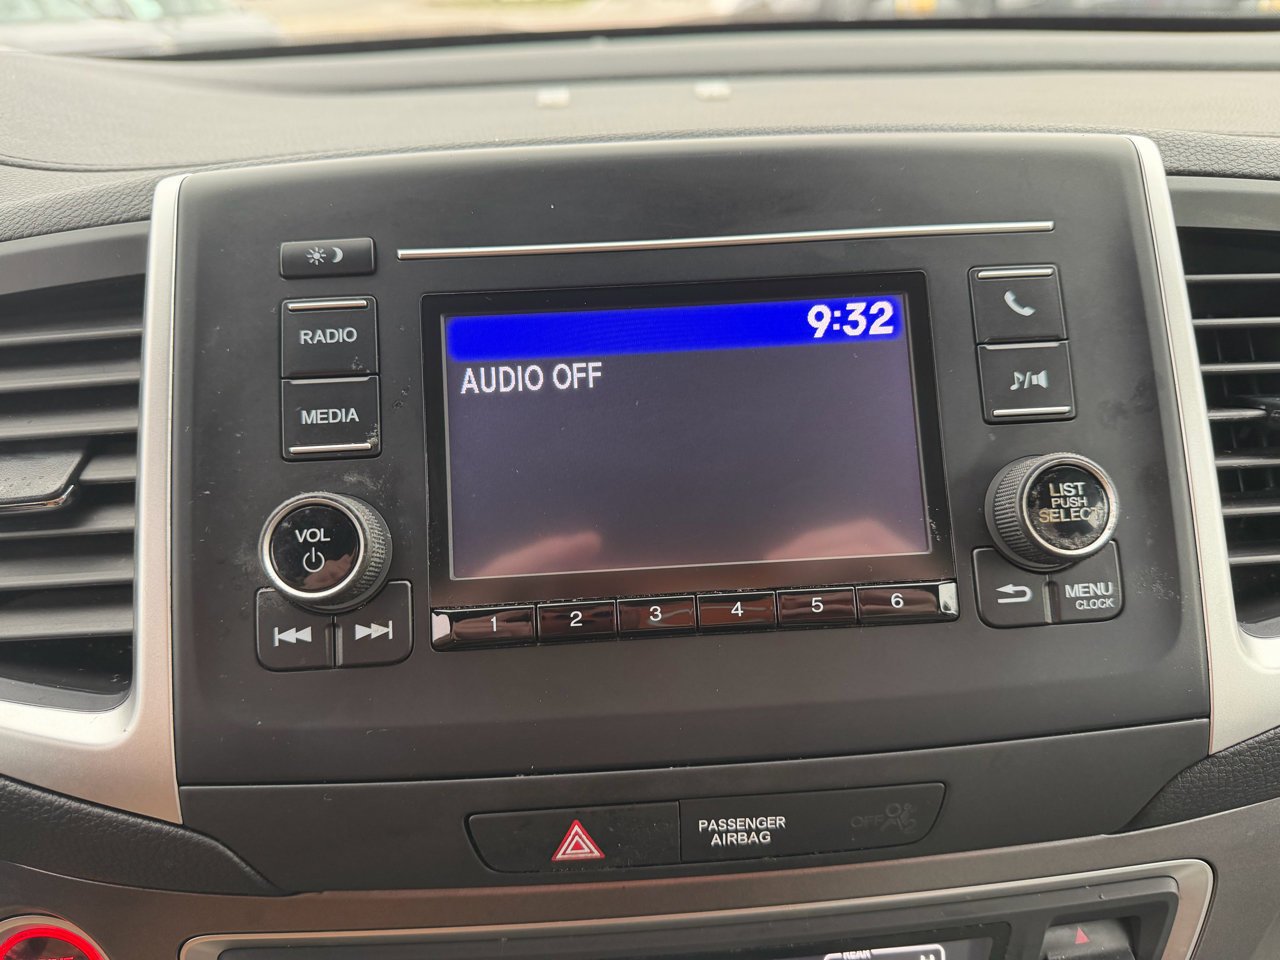 9:32
AUDIO OFF
RADIO
MEDIA
VOL
LIST
PUSH
SELECT
MENU
CLOCK
1 2 3 4 5 6
PASSENGER
AIRBAG
OFF
REAR